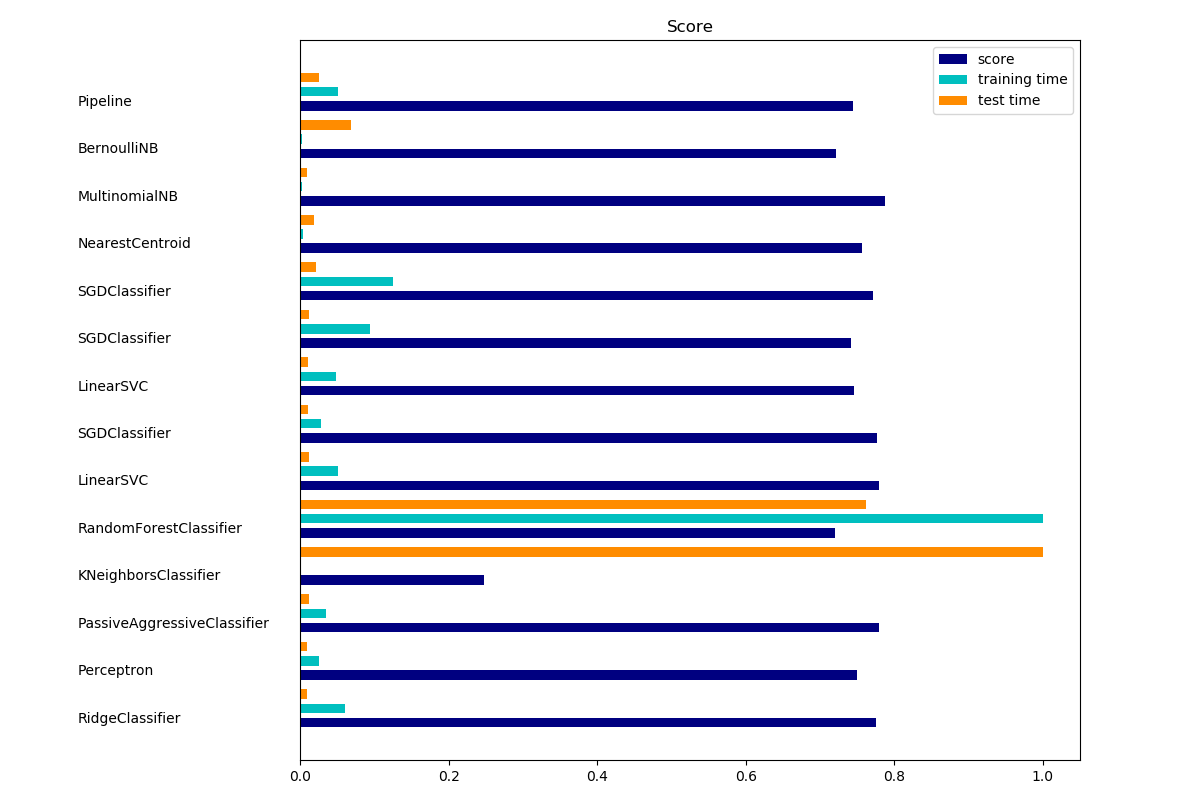 Score
score
training time
test time
Pipeline
BernoulliNB
MultinomialNB
NearestCentroid
SGDClassifier
SGDClassifier
LinearSVC
SGDClassifier
LinearSVC
RandomForestClassifier
KNeighborsClassifier
PassiveAggressiveClassifier
Perceptron
RidgeClassifier
0.0 0.2 0.4 0.6 0.8 1.0